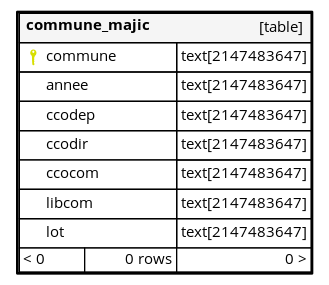 commune_majic [table]
commune text[2147483647]
annee text[2147483647]
ccodep text[2147483647]
ccodir text[2147483647]
ccocom text[2147483647]
libcom text[2147483647]
lot text[2147483647]
< 0 0 rows 0 >